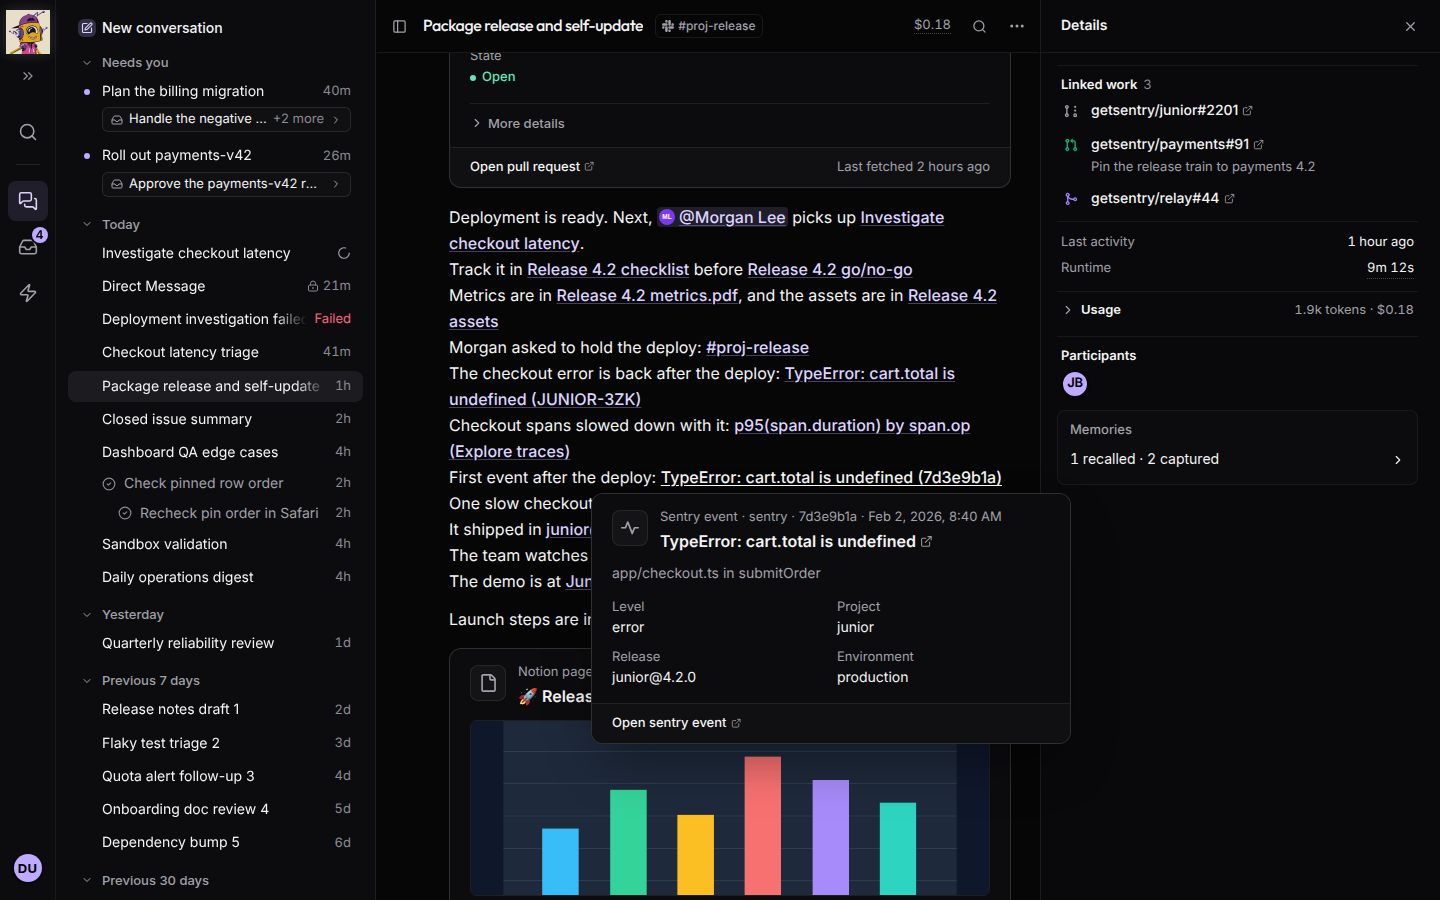 New conversation
Needs you
Plan the billing migration 40m
Handle the negative ... +2 more
Roll out payments-v42 26m
Approve the payments-v42 r...
Today
Investigate checkout latency
Direct Message 21m
Deployment investigation failed Failed
Checkout latency triage 41m
Package release and self-update 1h
Closed issue summary 2h
Dashboard QA edge cases 4h
Check pinned row order 2h
Recheck pin order in Safari 2h
Sandbox validation 4h
Daily operations digest 4h
Yesterday
Quarterly reliability review 1d
Previous 7 days
Release notes draft 1 2d
Flaky test triage 2 3d
Quota alert follow-up 3 4d
Onboarding doc review 4 5d
Dependency bump 5 6d
Previous 30 days
4
DU
Package release and self-update #proj-release $0.18
State
Open
More details
Open pull request Last fetched 2 hours ago
Deployment is ready. Next, ML @Morgan Lee picks up Investigate
checkout latency.
Track it in Release 4.2 checklist before Release 4.2 go/no-go
Metrics are in Release 4.2 metrics.pdf, and the assets are in Release 4.2
assets
Morgan asked to hold the deploy: #proj-release
The checkout error is back after the deploy: TypeError: cart.total is
undefined (JUNIOR-3ZK)
Checkout spans slowed down with it: p95(span.duration) by span.op
(Explore traces)
First event after the deploy: TypeError: cart.total is undefined (7d3e9b1a)
One slow checkout
It shipped in junior
The team watches
The demo is at Jun
Launch steps are in
Notion page
🚀 Releas
Sentry event · sentry · 7d3e9b1a · Feb 2, 2026, 8:40 AM
TypeError: cart.total is undefined
app/checkout.ts in submitOrder
Level Project
error junior
Release Environment
junior@4.2.0 production
Open sentry event
Details
Linked work 3
getsentry/junior#2201
getsentry/payments#91
Pin the release train to payments 4.2
getsentry/relay#44
Last activity 1 hour ago
Runtime 9m 12s
Usage 1.9k tokens · $0.18
Participants
JB
Memories
1 recalled · 2 captured